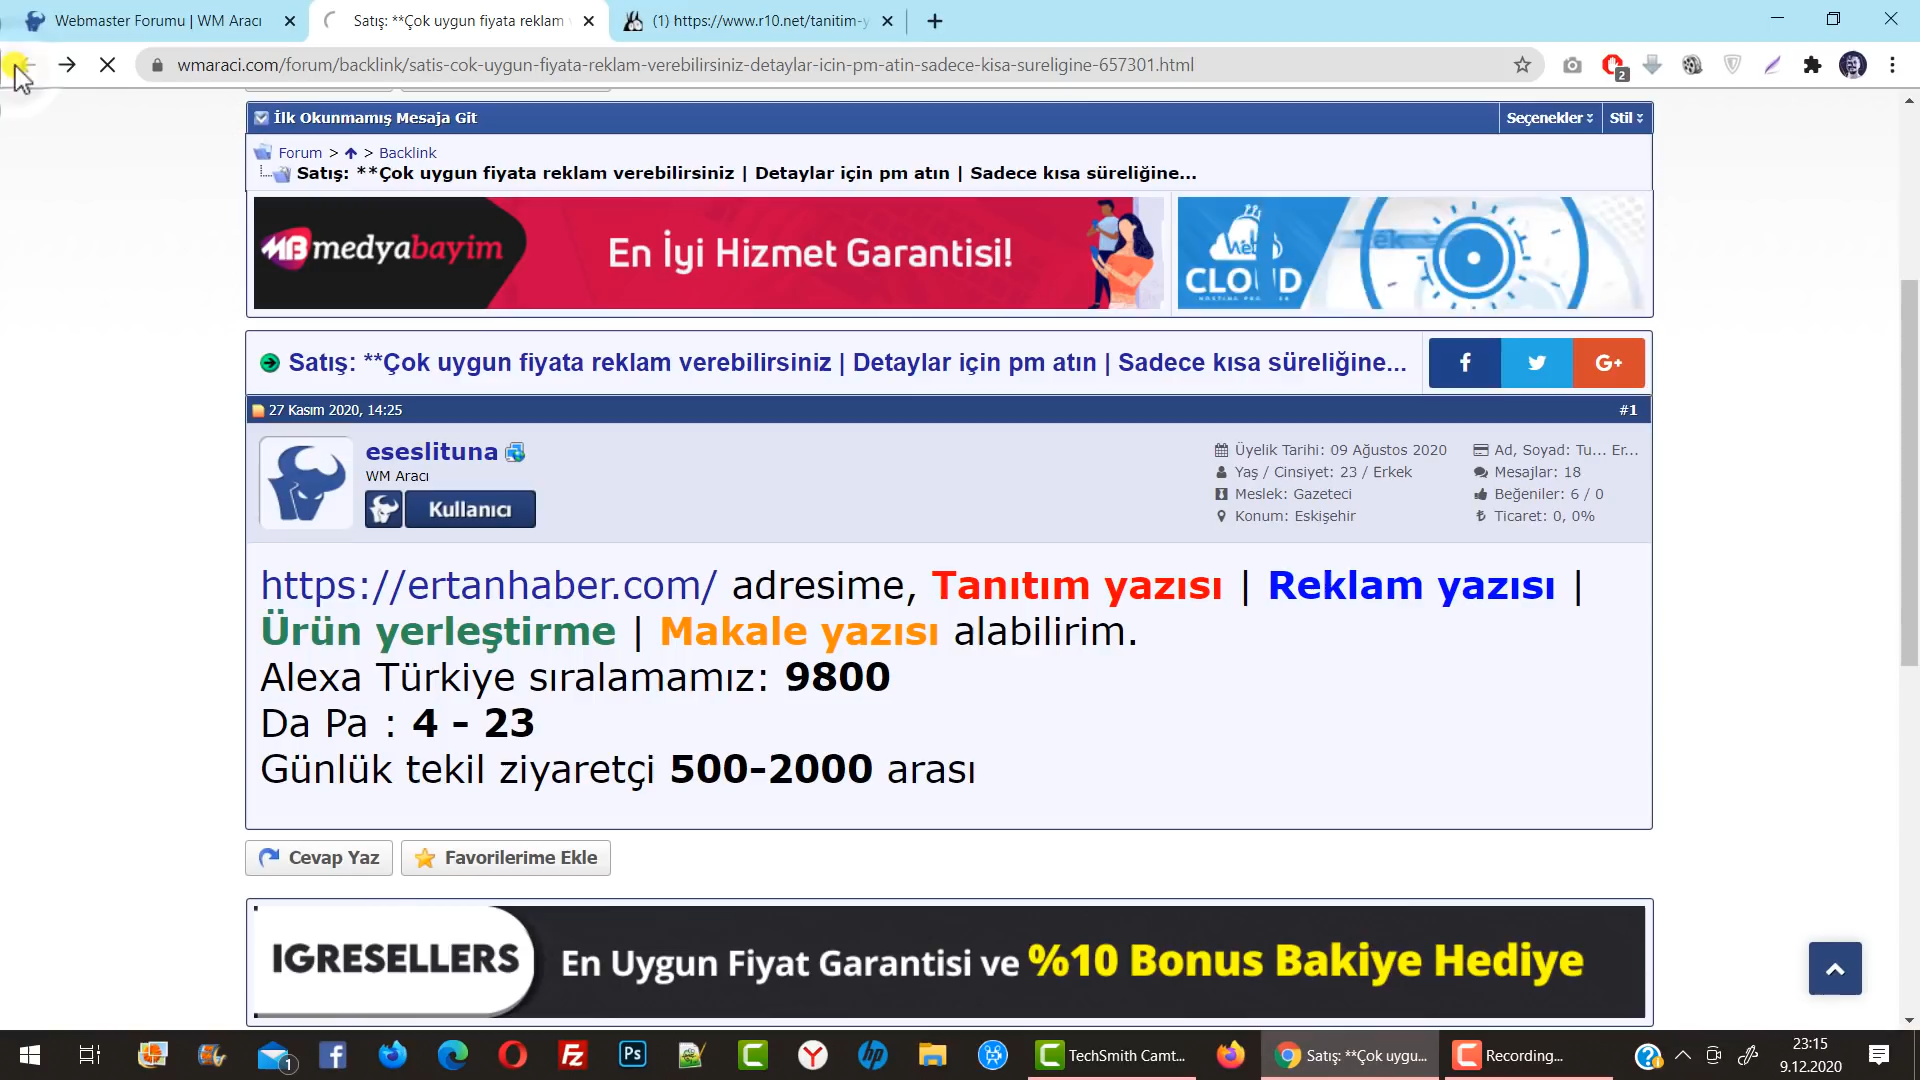 Webmaster Forumu | WM Aracı
Satış: **Çok uygun fiyata reklam
(1) https://www.r10.net/tanitim-y
wmaraci.com/forum/backlink/satis-cok-uygun-fiyata-reklam-verebilirsiniz-detaylar-icin-pm-atin-sadece-kisa-sureligine-657301.html
2
İlk Okunmamış Mesaja Git
Seçenekler
Stil
Forum > > Backlink
Satış: **Çok uygun fiyata reklam verebilirsiniz | Detaylar için pm atın | Sadece kısa süreliğine...
MB medyabayim
En İyi Hizmet Garantisi!
Web
CLOUD
Tek
Satış: **Çok uygun fiyata reklam verebilirsiniz | Detaylar için pm atın | Sadece kısa süreliğine...
f
G+
27 Kasım 2020, 14:25
#1
eseslituna
WM Aracı
Kullanıcı
Üyelik Tarihi: 09 Ağustos 2020
Yaş / Cinsiyet: 23 / Erkek
Meslek: Gazeteci
Konum: Eskişehir
Ad, Soyad: Tu... Er...
Mesajlar: 18
Beğeniler: 6 / 0
Ticaret: 0, 0%
https://ertanhaber.com/ adresime, Tanıtım yazısı | Reklam yazısı |
Ürün yerleştirme | Makale yazısı alabilirim.
Alexa Türkiye sıralamamız: 9800
Da Pa : 4 - 23
Günlük tekil ziyaretçi 500-2000 arası
Cevap Yaz
Favorilerime Ekle
IGRESELLERS
En Uygun Fiyat Garantisi ve %10 Bonus Bakiye Hediye
1
f
Fz
Ps
C
Y
hp
TechSmith Camt...
Satış: **Çok uygu...
Recording...
23:15
9.12.2020